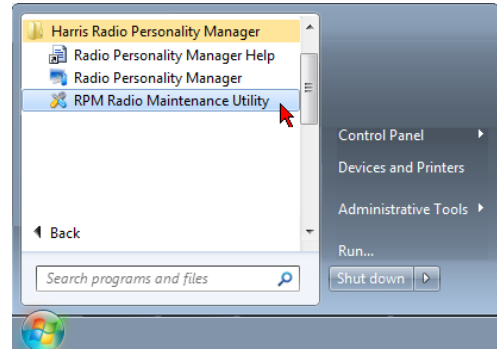 Harris Radio Personality Manager
Radio Personality Manager Help
Radio Personality Manager
RPM Radio Maintenance Utility
Back
Search programs and files
Control Panel
Devices and Printers
Administrative Tools
Run...
Shut down